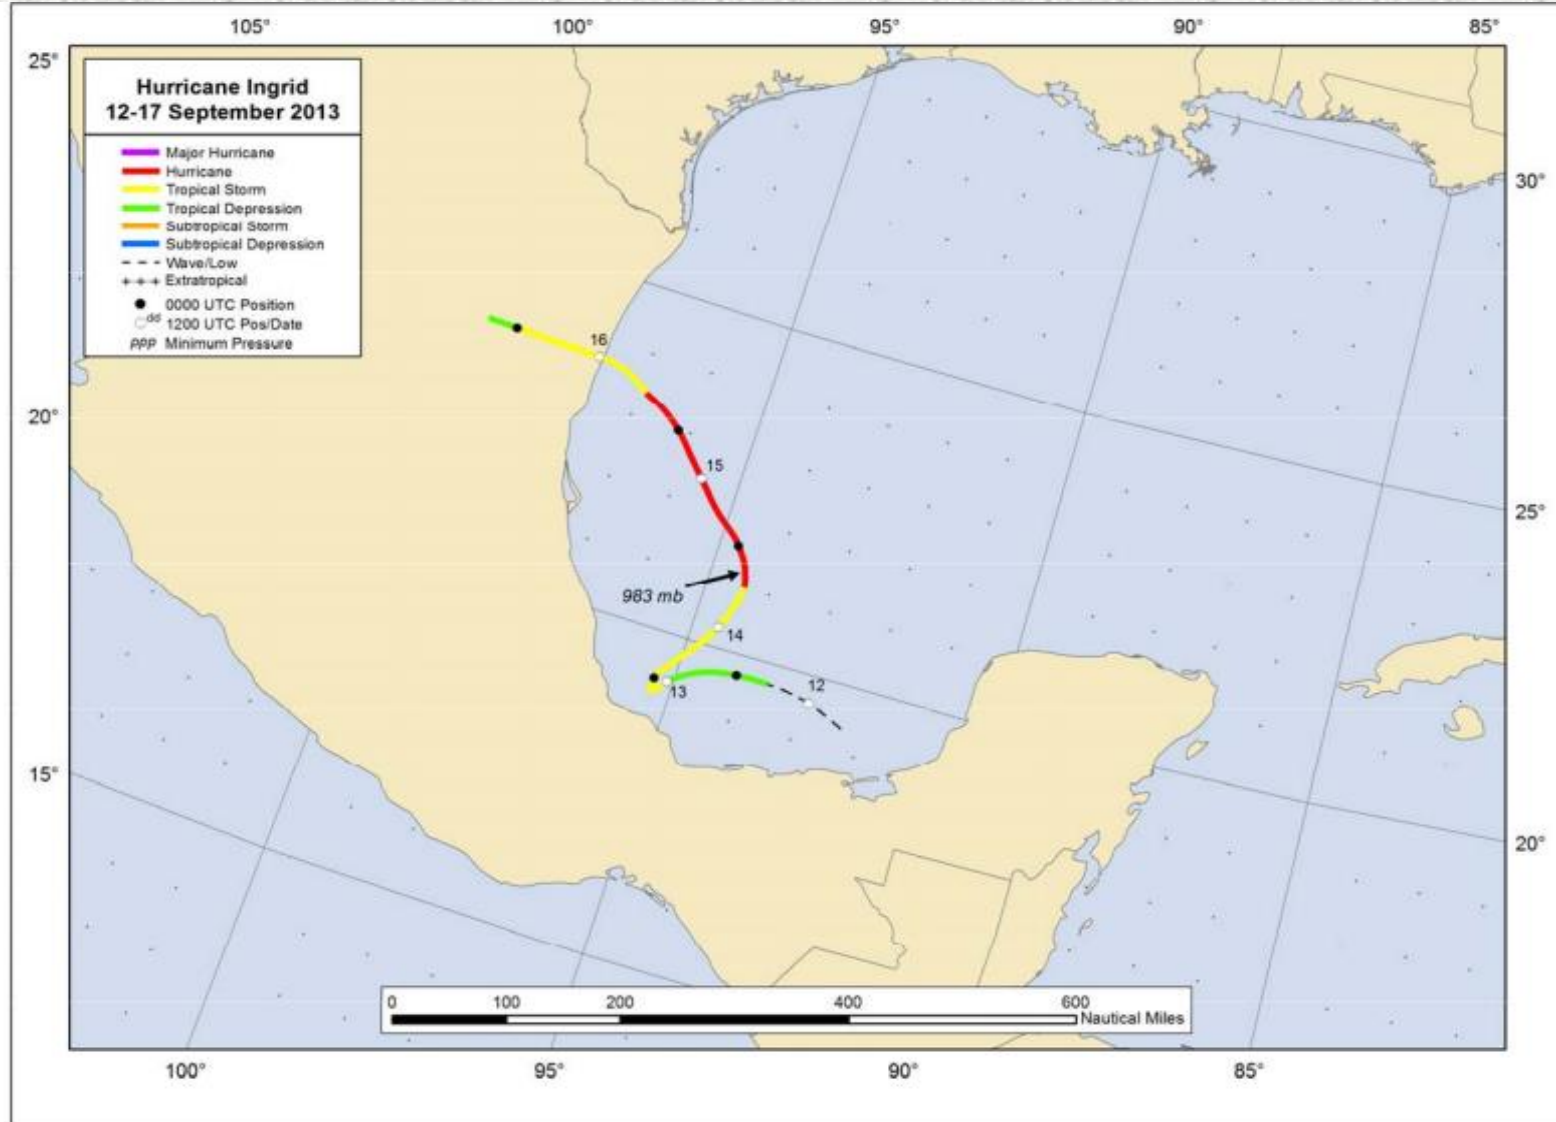 105°
100°
95°
90°
85°
25°
Hurricane Ingrid
12-17 September 2013
Major Hurricane
Hurricane
Tropical Storm
Tropical Depression
Subtropical Storm
Subtropical Depression
Wave/Low
Extratropical
0000 UTC Position
dd 1200 UTC Pos/Date
PPP Minimum Pressure
30°
16
20°
15
25°
983 mb
14
13
12
15°
20°
0 100 200 400 600
Nautical Miles
100°
95°
90°
85°